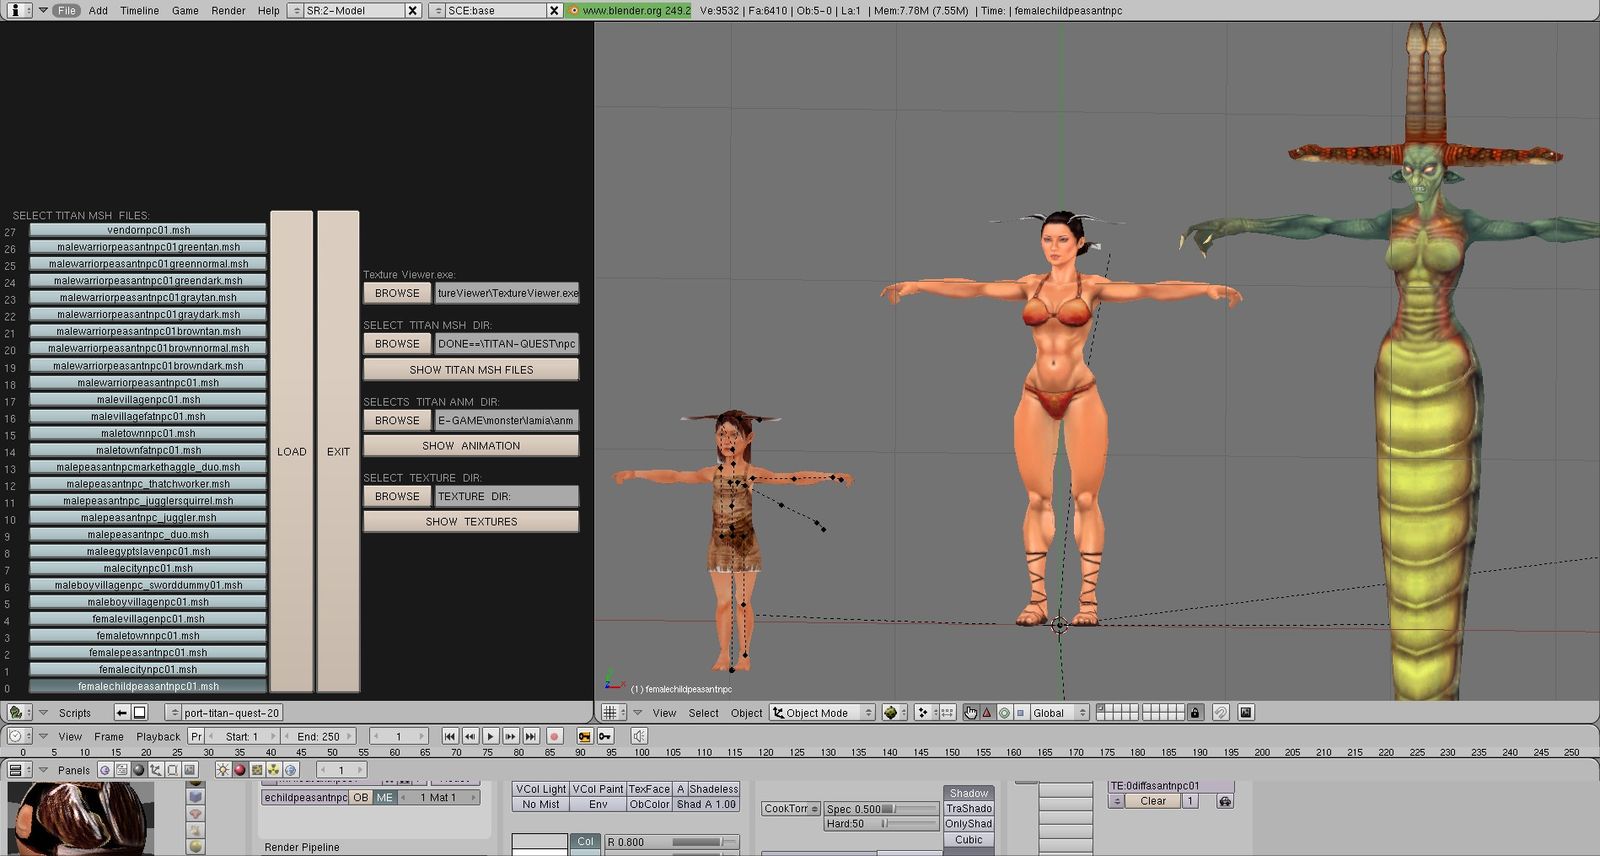 File Add Timeline Game Render Help SR:2-Model SCE:base www.blender.org 249.2 Ve:9532 | Fa:6410 | Ob:5-0 | La:1 | Mem:7.78M (7.55M) | Time: | femalechildpeasantnpc
SELECT TITAN MSH FILES:
27 vendornpc01.msh
26 malewarriorpeasantnpc01greentan.msh
25 malewarriorpeasantnpc01greennormal.msh
24 malewarriorpeasantnpc01greendark.msh
23 malewarriorpeasantnpc01graytan.msh
22 malewarriorpeasantnpc01graydark.msh
21 malewarriorpeasantnpc01browntan.msh
20 malewarriorpeasantnpc01brownnormal.msh
19 malewarriorpeasantnpc01browndark.msh
18 malewarriorpeasantnpc01.msh
17 malevillagenpc01.msh
16 malevillagefatnpc01.msh
15 maletownnpc01.msh
14 maletownfatnpc01.msh
13 malepeasantnpcmarkethaggle_duo.msh
12 malepeasantnpc_thatchworker.msh
11 malepeasantnpc_jugglersquirrel.msh
10 malepeasantnpc_juggler.msh
9 malepeasantnpc_duo.msh
8 maleegyptslavenpc01.msh
7 malecitynpc01.msh
6 maleboyvillagenpc_sworddummy01.msh
5 maleboyvillagenpc01.msh
4 femalevillagenpc01.msh
3 femaletownnpc01.msh
2 femalepeasantnpc01.msh
1 femalecitynpc01.msh
0 femalechildpeasantnpc01.msh
LOAD EXIT
Texture Viewer.exe:
BROWSE tureViewer\TextureViewer.exe
SELECT TITAN MSH DIR:
BROWSE DONE==\TITAN-QUEST\npc
SHOW TITAN MSH FILES
SELECTS TITAN ANM DIR:
BROWSE E-GAME\monster\lamia\anm
SHOW ANIMATION
SELECT TEXTURE DIR:
BROWSE TEXTURE DIR:
SHOW TEXTURES
(1) femalechildpeasantnpc
Scripts port-titan-quest-20 View Select Object Object Mode Global
View Frame Playback Pr Start: 1 End: 250 1
0 5 10 15 20 25 30 35 40 45 50 55 60 65 70 75 80 85 90 95 100 105 110 115 120 125 130 135 140 145 150 155 160 165 170 175 180 185 190 195 200 205 210 215 220 225 230 235 240 245 250
Panels 1
echildpeasantnpc OB ME 1 Mat 1
Render Pipeline
VCol Light VCol Paint TexFace A Shadeless
No Mist Env ObColor Shad A 1.00
Col R 0.800
CookTorr Spec 0.500
Hard:50
Shadow
TraShado
OnlyShad
Cubic
TE:0diffasantnpc01
Clear 1